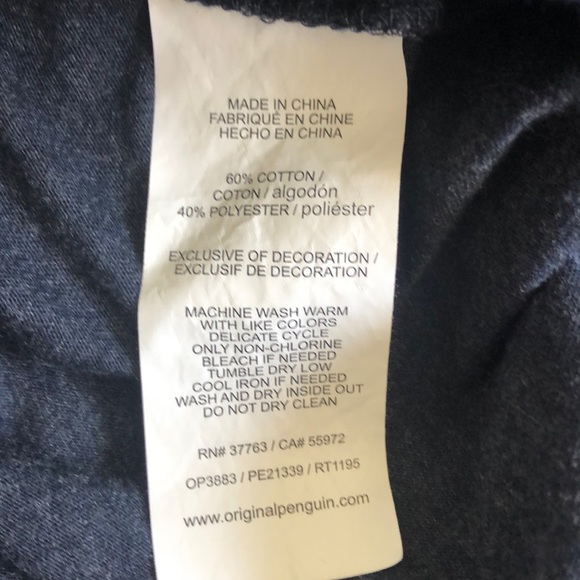 MADE IN CHINA
FABRIQUÉ EN CHINE
HECHO EN CHINA
60% COTTON /
COTON / algodón
40% POLYESTER / poliéster
EXCLUSIVE OF DECORATION /
EXCLUSIF DE DECORATION
MACHINE WASH WARM
WITH LIKE COLORS
DELICATE CYCLE
ONLY NON-CHLORINE
BLEACH IF NEEDED
TUMBLE DRY LOW
COOL IRON IF NEEDED
WASH AND DRY INSIDE OUT
DO NOT DRY CLEAN
RN# 37763 / CA# 55972
OP3883 / PE21339 / RT1195
www.originalpenguin.com